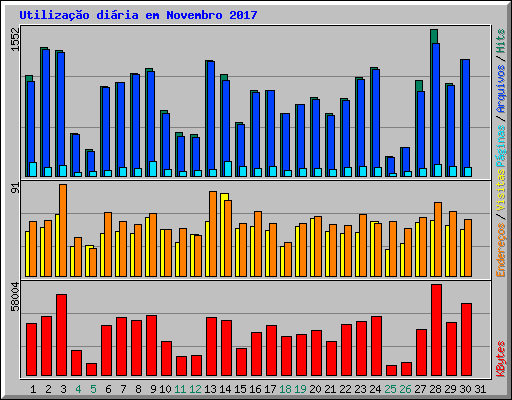 Utilização diária em Novembro 2017
1552
91
58004
KBytes Endereços / Visitas Páginas / Arquivos / Hits
1 2 3 4 5 6 7 8 9 10 11 12 13 14 15 16 17 18 19 20 21 22 23 24 25 26 27 28 29 30 31